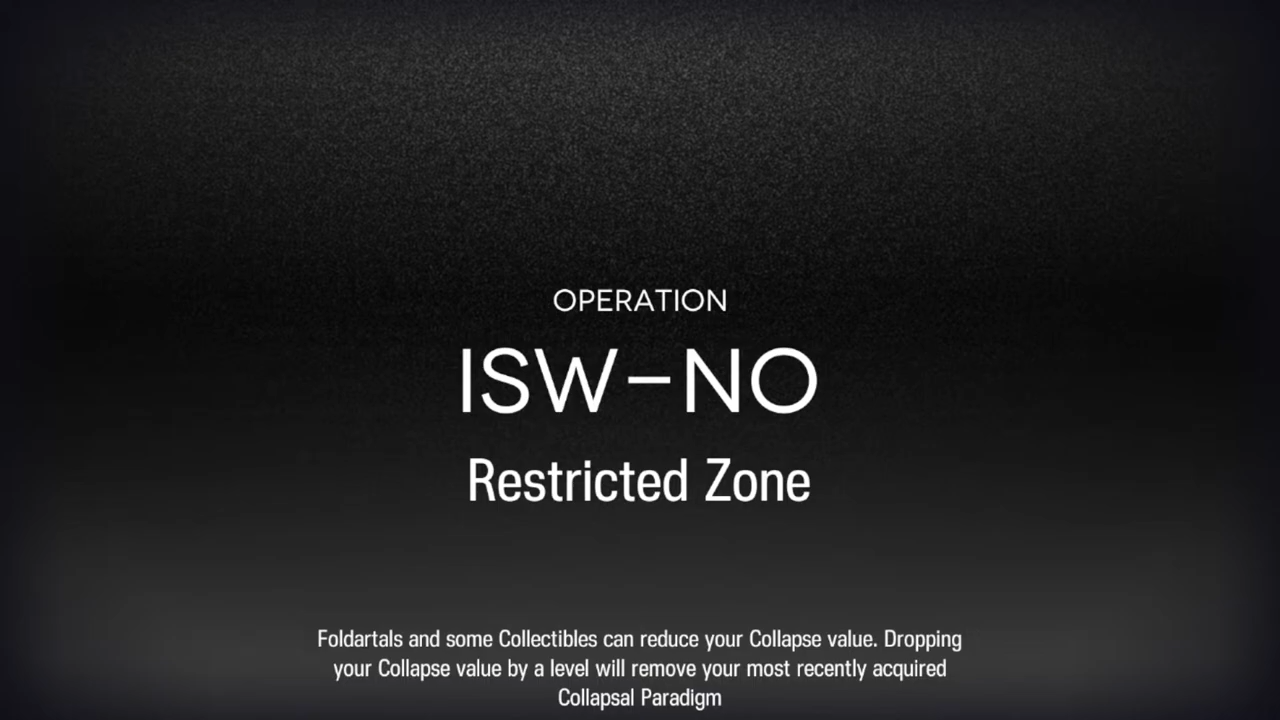 OPERATION
ISW-NO
Restricted Zone
Foldartals and some Collectibles can reduce your Collapse value. Dropping
your Collapse value by a level will remove your most recently acquired
Collapsal Paradigm